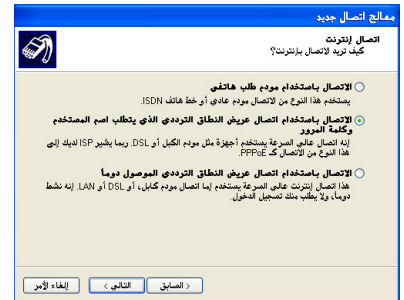 معالج اتصال جديد
اتصال إنترنت
كيف تريد الاتصال بإنترنت؟
الاتصال باستخدام مودم طلب هاتفي
يستخدم هذا النوع من الاتصال مودم عادي أو خط هاتف ISDN.
الاتصال باستخدام اتصال عريض النطاق الترددي الذي يتطلب اسم المستخدم
وكلمة المرور
إنه اتصال عالي السرعة يستخدم أجهزة مثل مودم الكبل أو DSL. ربما يشير ISP لديك إلى
هذا النوع من الاتصال كـ PPPoE.
الاتصال باستخدام اتصال عريض النطاق الترددي الموصول دوماً
هذا اتصال إنترنت عالي السرعة يستخدم إما اتصال مودم كابل، أو DSL أو LAN. إنه نشط
دوماً، ولا يطلب منك تسجيل الدخول.
< السابق
التالي >
إلغاء الأمر